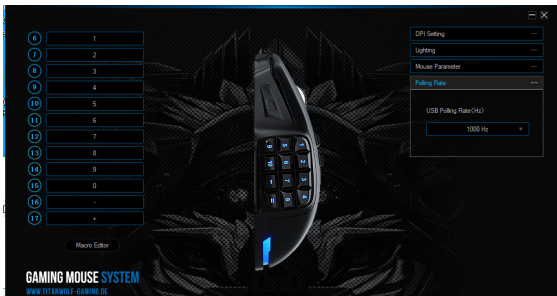 6 1
7 2
8 3
9 4
10 5
11 6
12 7
13 8
14 9
15 0
16 -
17 +
Macro Editor
GAMING MOUSE SYSTEM
WWW.TITANWOLF-GAMING.DE
DPI Setting
Lighting
Mouse Parameter
Polling Rate
USB Polling Rate(Hz)
1000 Hz